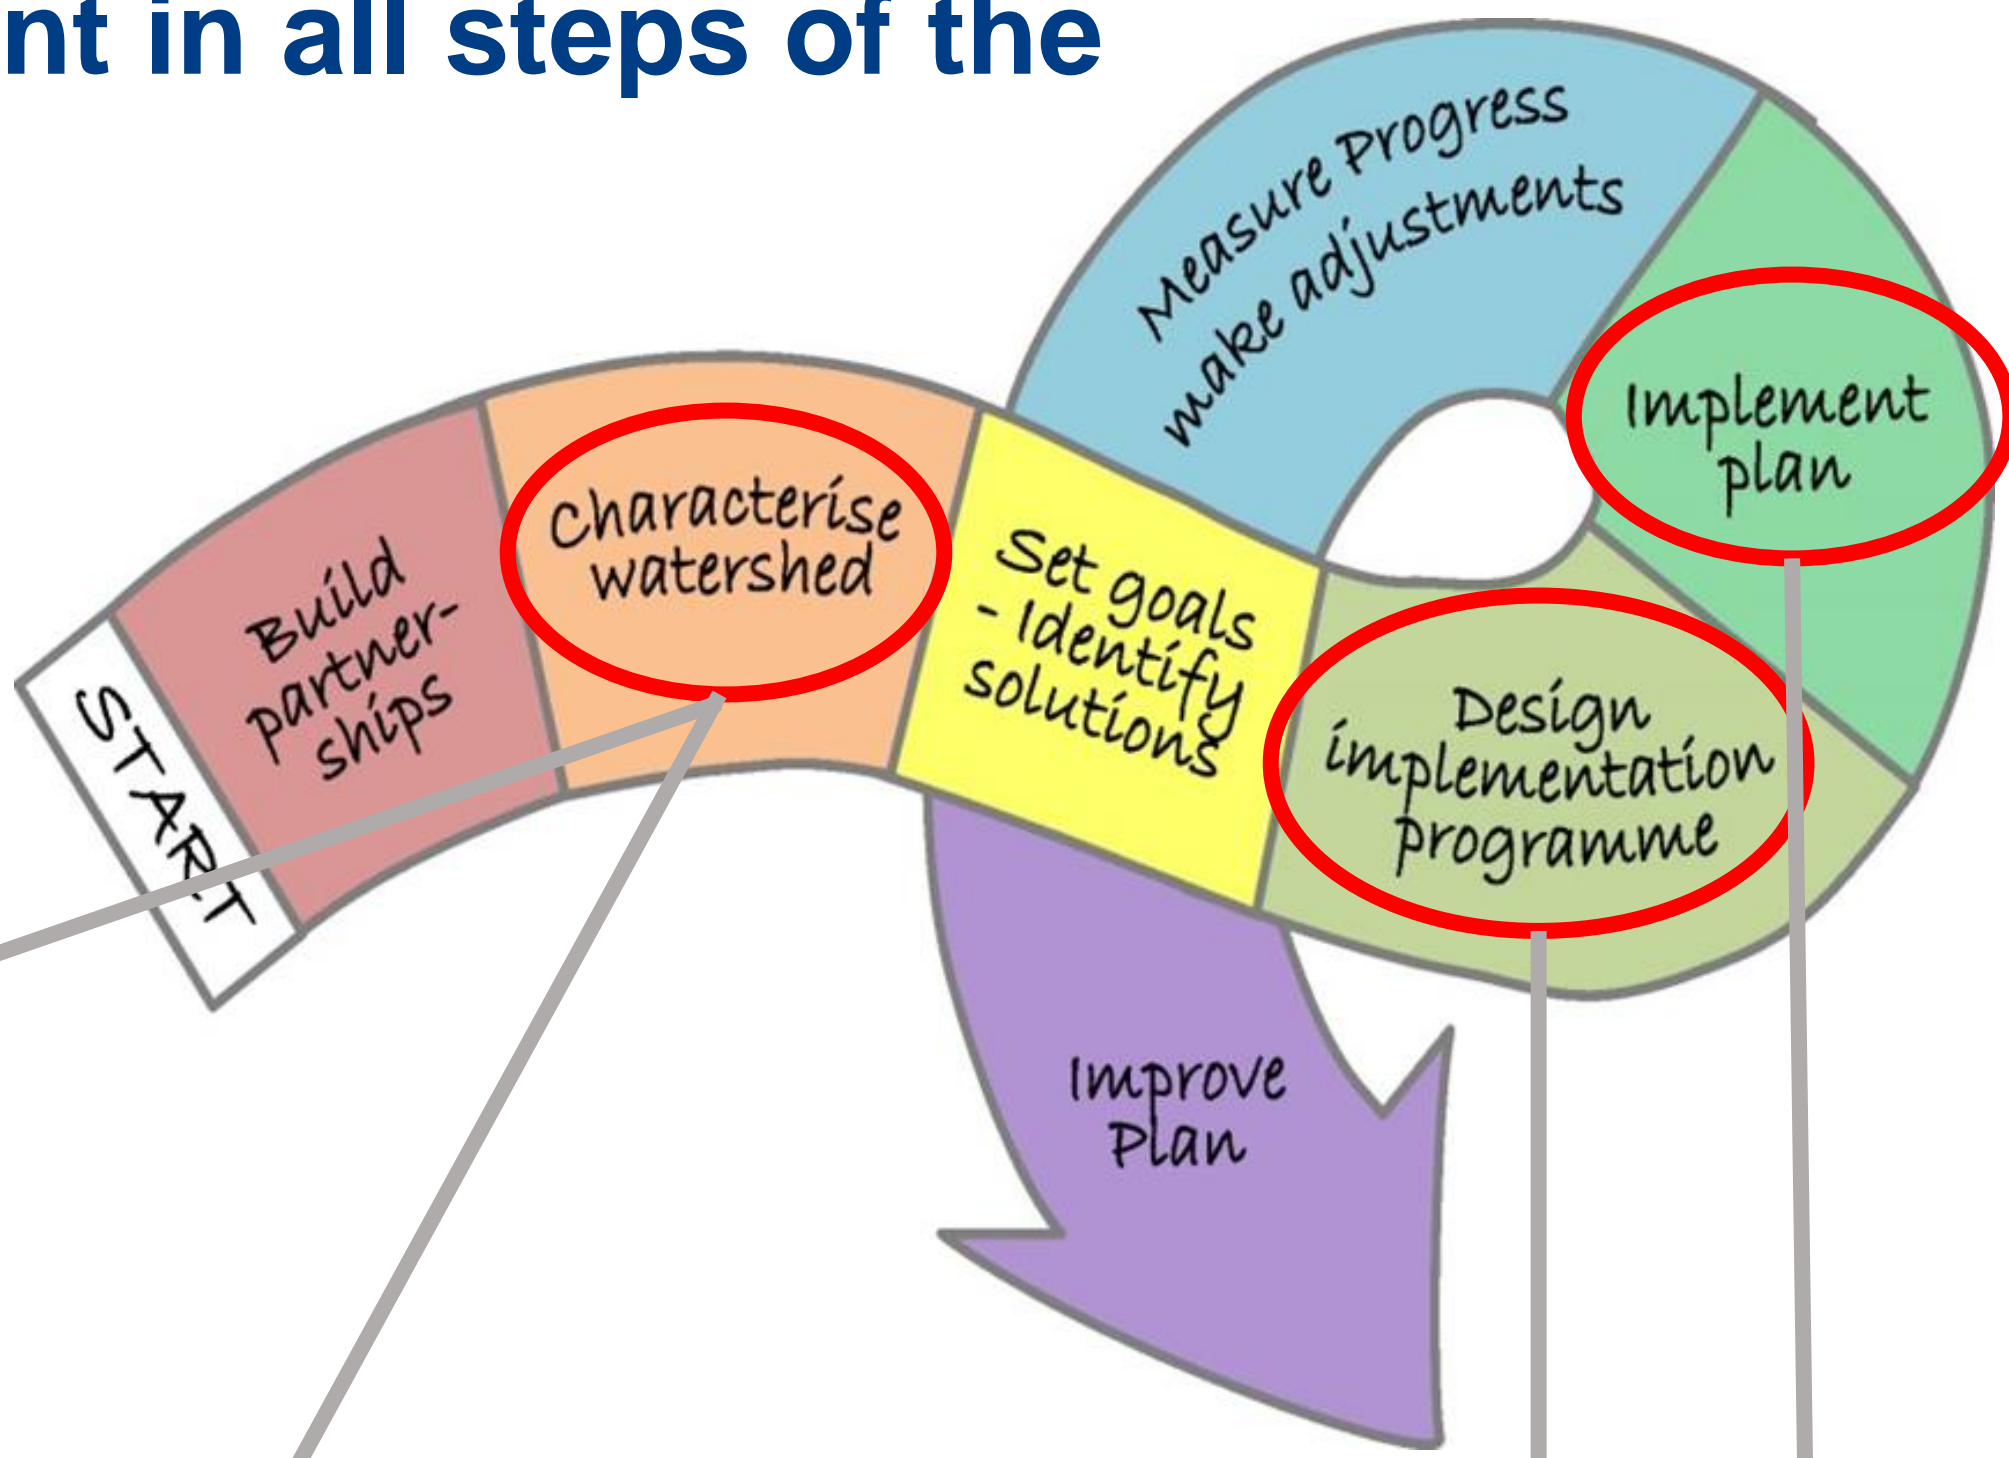 nt in all steps of the
START
Build
partner-
ships
Characterise
watershed
Set goals
- Identify
solutions
Design
implementation
programme
Implement
plan
Measure Progress
make adjustments
Improve
Plan